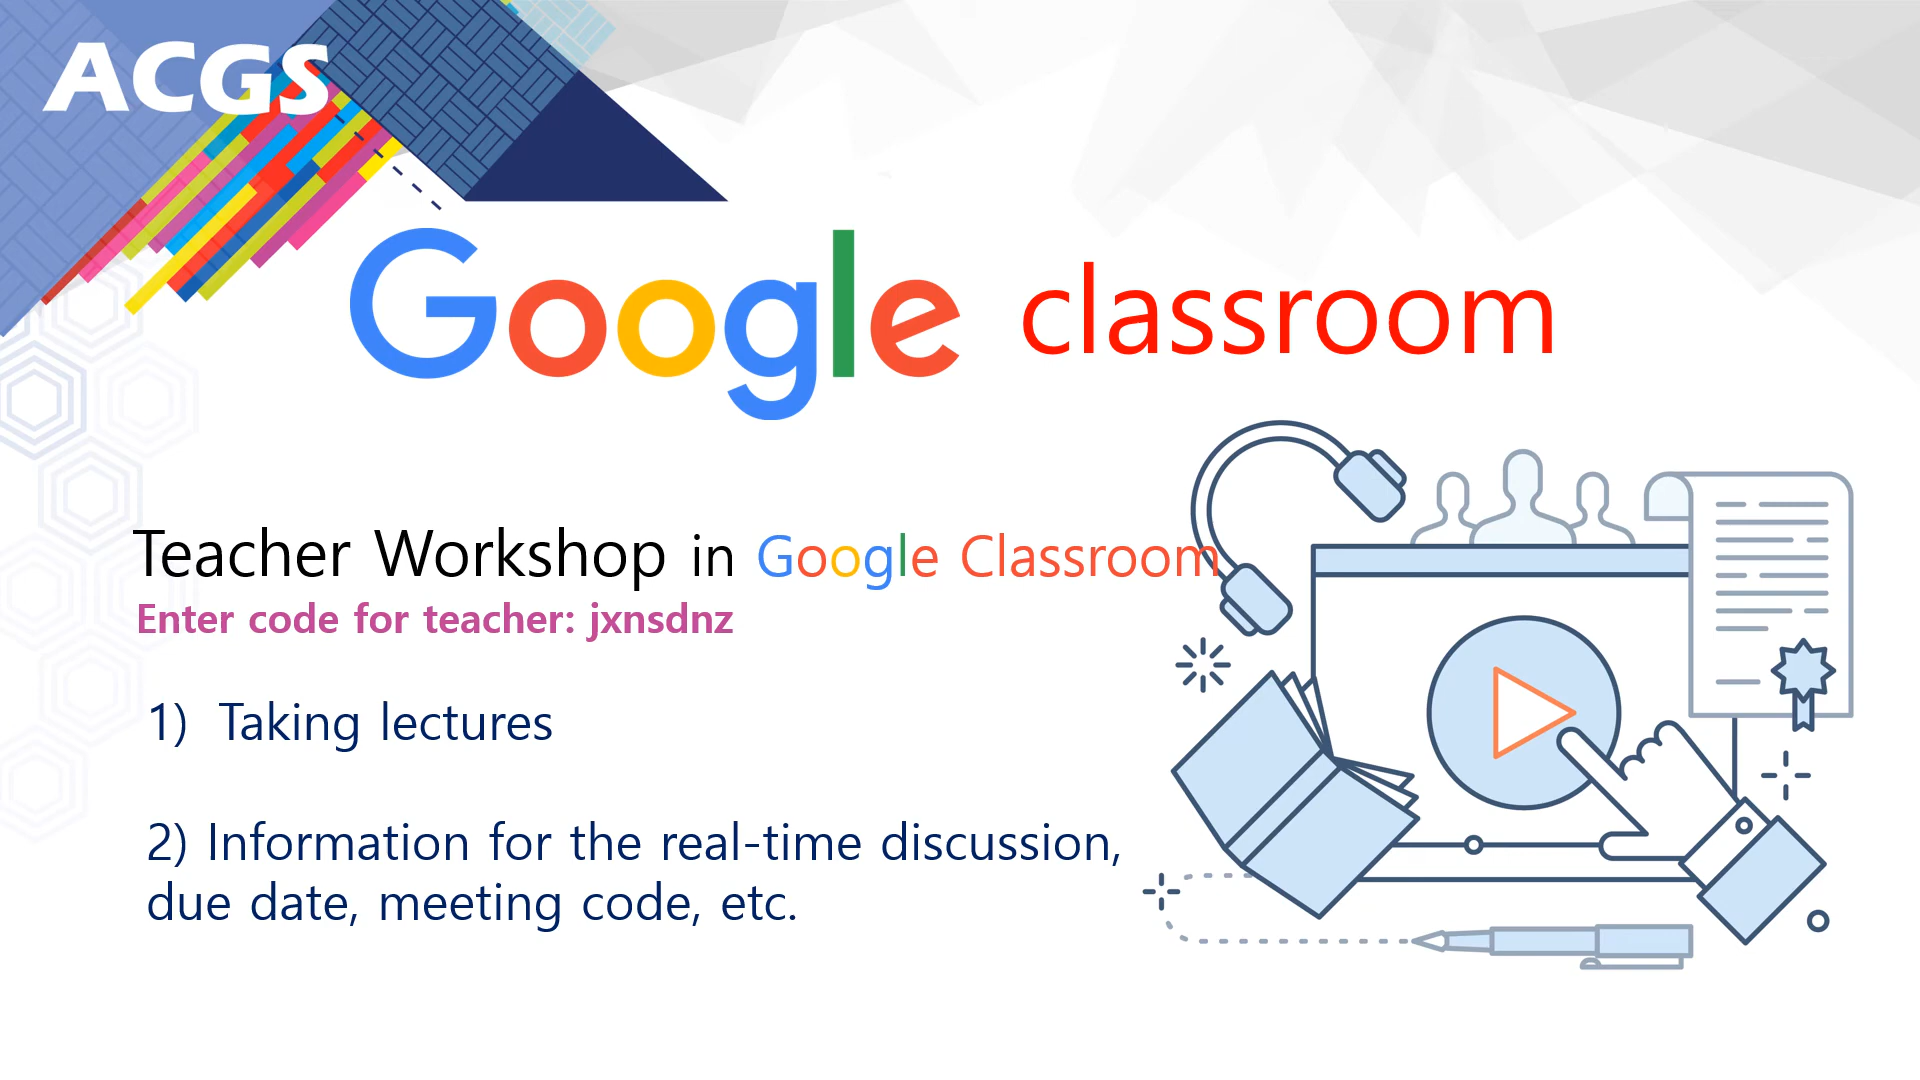 ACGS
Google classroom
Teacher Workshop in Google Classroom
Enter code for teacher: jxnsdnz
1) Taking lectures
2) Information for the real-time discussion,
due date, meeting code, etc.